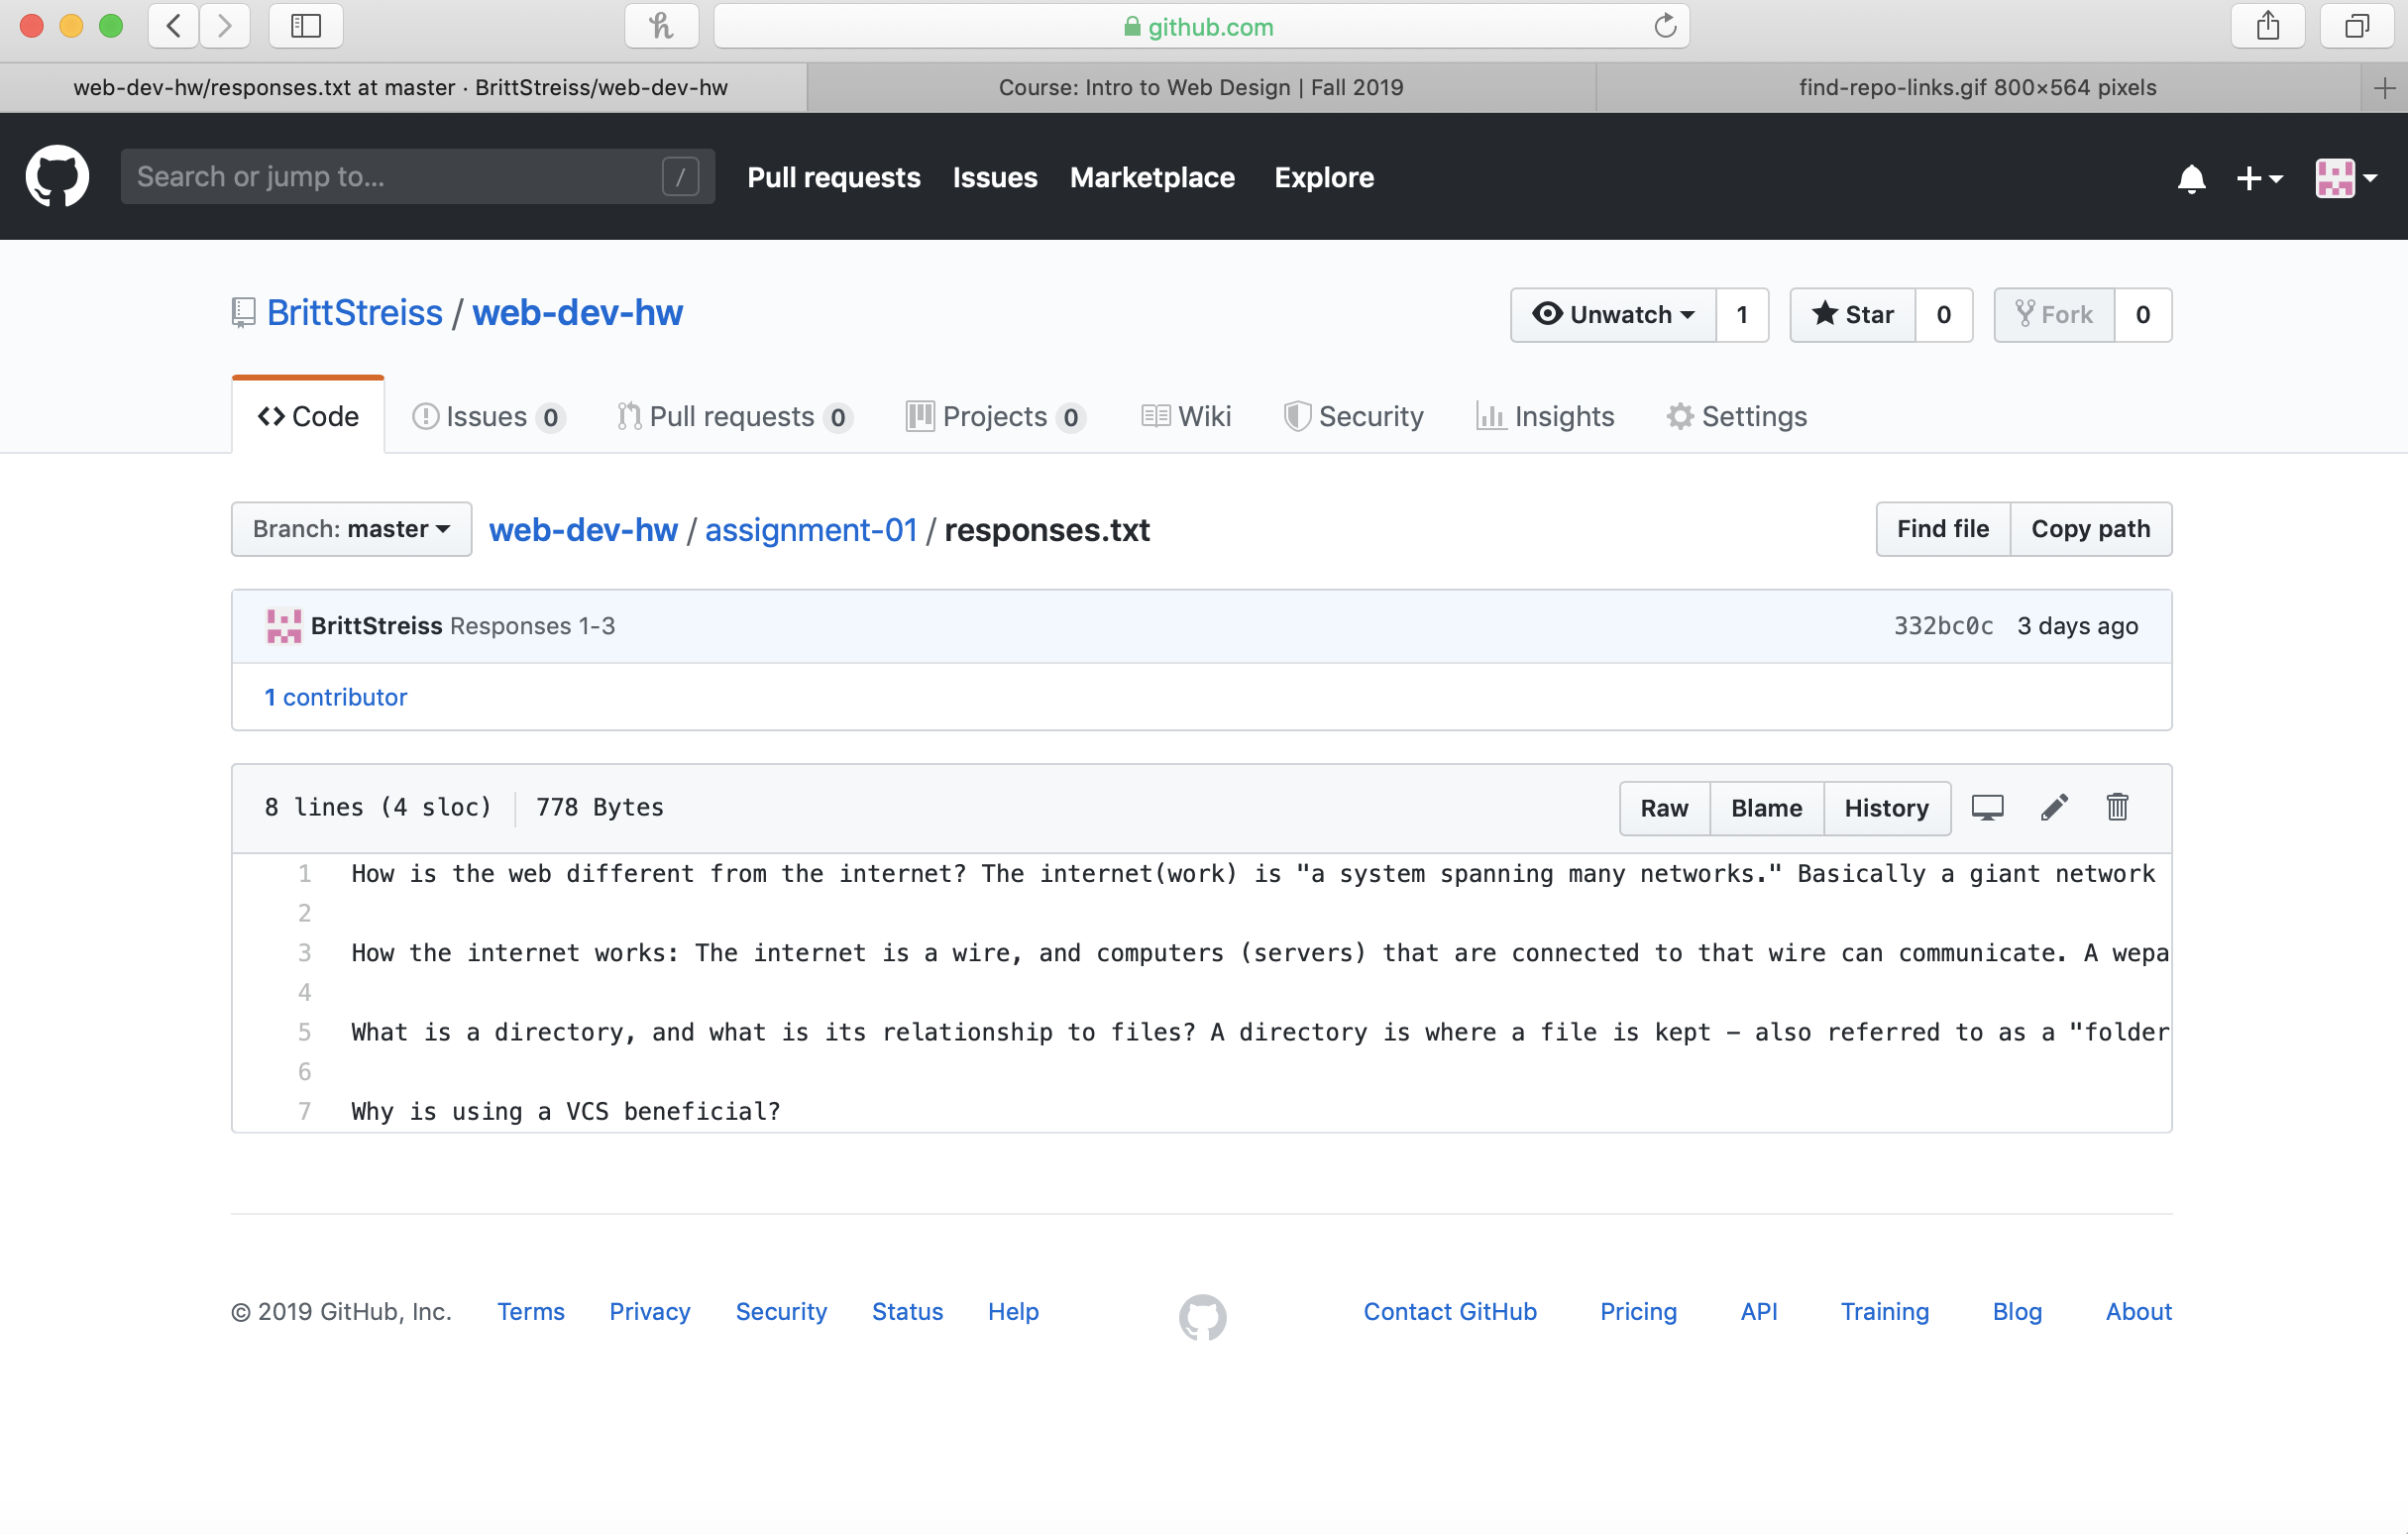 github.com
web-dev-hw/responses.txt at master · BrittStreiss/web-dev-hw
Course: Intro to Web Design | Fall 2019
find-repo-links.gif 800×564 pixels
Search or jump to...
/
Pull requests
Issues
Marketplace
Explore
BrittStreiss / web-dev-hw
Unwatch 1
Star 0
Fork 0
Code
Issues 0
Pull requests 0
Projects 0
Wiki
Security
Insights
Settings
Branch: master
web-dev-hw / assignment-01 / responses.txt
Find file
Copy path
BrittStreiss Responses 1-3
332bc0c 3 days ago
1 contributor
8 lines (4 sloc) 778 Bytes
Raw
Blame
History
1 How is the web different from the internet? The internet(work) is "a system spanning many networks." Basically a giant network
2
3 How the internet works: The internet is a wire, and computers (servers) that are connected to that wire can communicate. A wepa
4
5 What is a directory, and what is its relationship to files? A directory is where a file is kept – also referred to as a "folder
6
7 Why is using a VCS beneficial?
© 2019 GitHub, Inc.
Terms
Privacy
Security
Status
Help
Contact GitHub
Pricing
API
Training
Blog
About